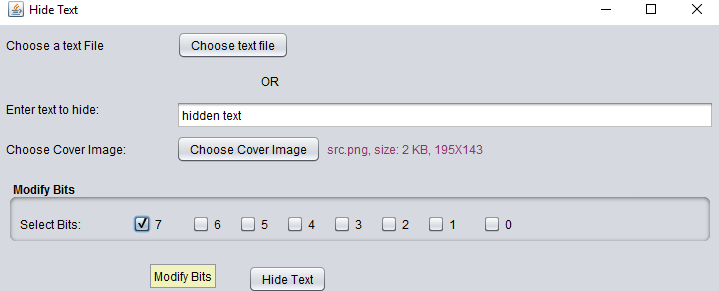 Hide Text
Choose a text File Choose text file
OR
Enter text to hide: hidden text
Choose Cover Image: Choose Cover Image src.png, size: 2 KB, 195X143
Modify Bits
Select Bits: 7 6 5 4 3 2 1 0
Modify Bits Hide Text